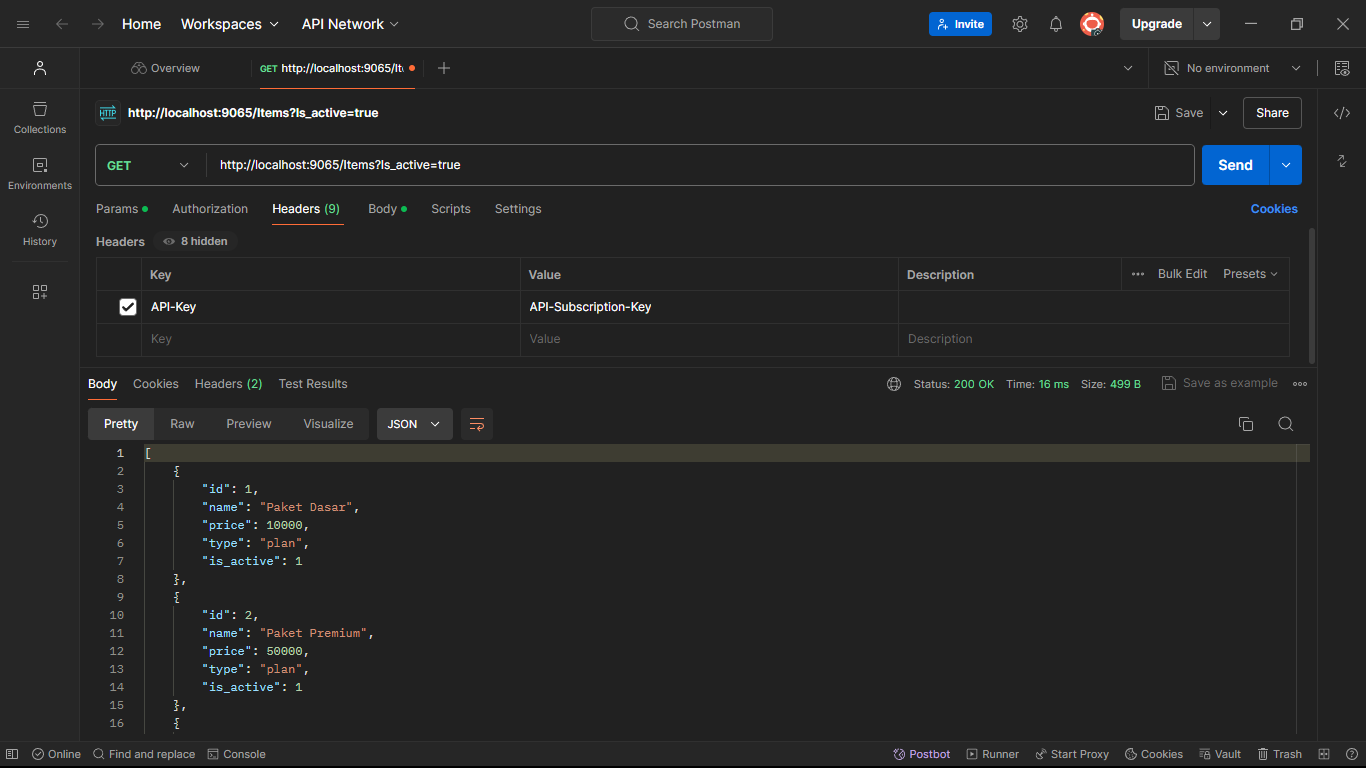 Home Workspaces API Network Search Postman Invite Upgrade
Overview GET http://localhost:9065/It No environment
HTTP http://localhost:9065/Items?Is_active=true Save Share
Collections
GET http://localhost:9065/Items?Is_active=true Send
Environments
Params Authorization Headers (9) Body Scripts Settings Cookies
History
Headers 8 hidden
Key Value Description Bulk Edit Presets
API-Key API-Subscription-Key
Key Value Description
Body Cookies Headers (2) Test Results Status: 200 OK Time: 16 ms Size: 499 B Save as example
Pretty Raw Preview Visualize JSON
1 [
2 {
3 "id": 1,
4 "name": "Paket Dasar",
5 "price": 10000,
6 "type": "plan",
7 "is_active": 1
8 },
9 {
10 "id": 2,
11 "name": "Paket Premium",
12 "price": 50000,
13 "type": "plan",
14 "is_active": 1
15 },
16 {
Online Find and replace Console Postbot Runner Start Proxy Cookies Vault Trash